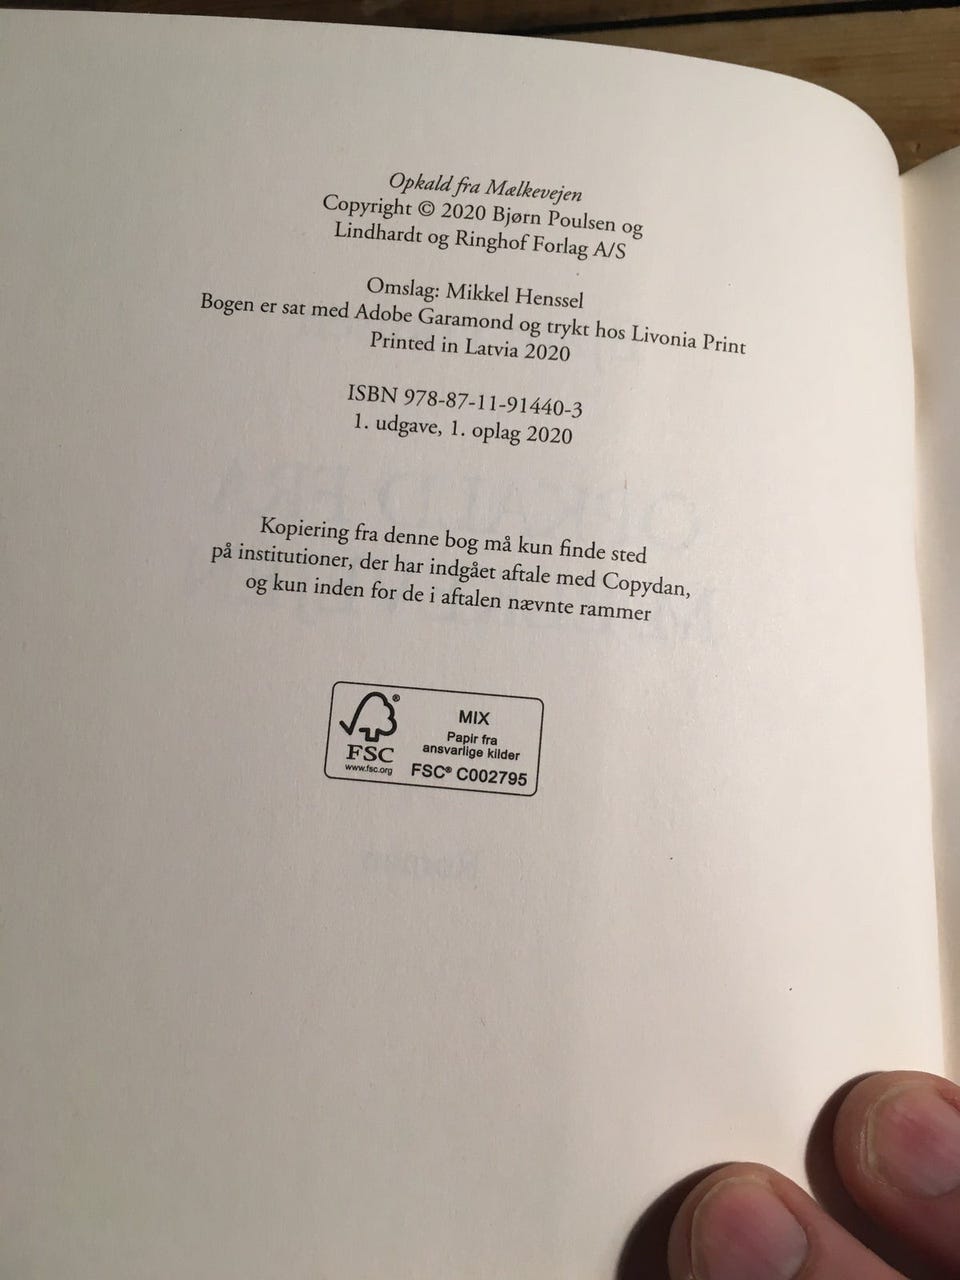 Opkald fra Mælkevejen
Copyright © 2020 Bjørn Poulsen og
Lindhardt og Ringhof Forlag A/S
Omslag: Mikkel Henssel
Bogen er sat med Adobe Garamond og trykt hos Livonia Print
Printed in Latvia 2020
ISBN 978-87-11-91440-3
1. udgave, 1. oplag 2020
Kopiering fra denne bog må kun finde sted
på institutioner, der har indgået aftale med Copydan,
og kun inden for de i aftalen nævnte rammer
®
FSC
www.fsc.org
MIX
Papir fra
ansvarlige kilder
FSC® C002795